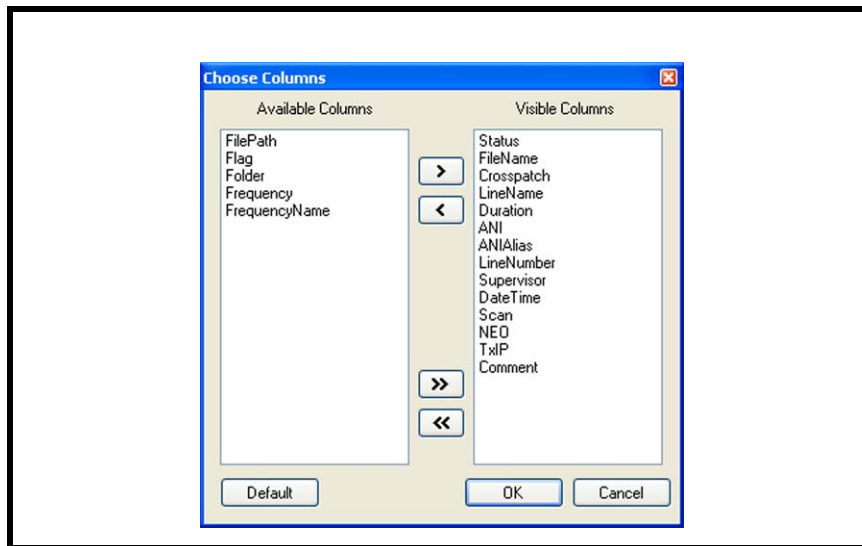 Choose Columns
Available Columns
Visible Columns
FilePath
Flag
Folder
Frequency
FrequencyName
>
<
>>
<<
Status
FileName
Crosspatch
LineName
Duration
ANI
ANIAlias
LineNumber
Supervisor
DateTime
Scan
NEO
TxIP
Comment
Default
OK
Cancel